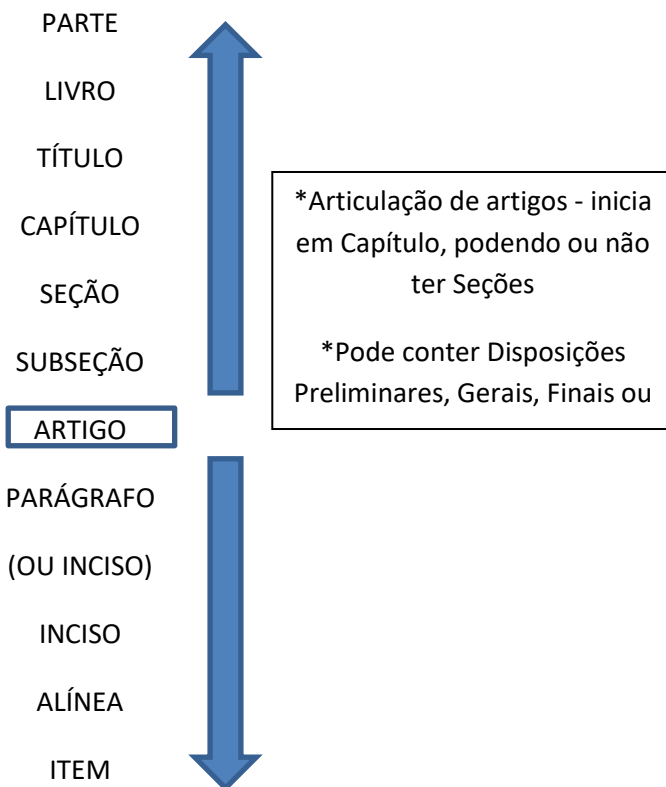 PARTE
LIVRO
TÍTULO
CAPÍTULO
SEÇÃO
SUBSEÇÃO
ARTIGO
PARÁGRAFO
(OU INCISO)
INCISO
ALÍNEA
ITEM
*Articulação de artigos - inicia
em Capítulo, podendo ou não
ter Seções
*Pode conter Disposições
Preliminares, Gerais, Finais ou